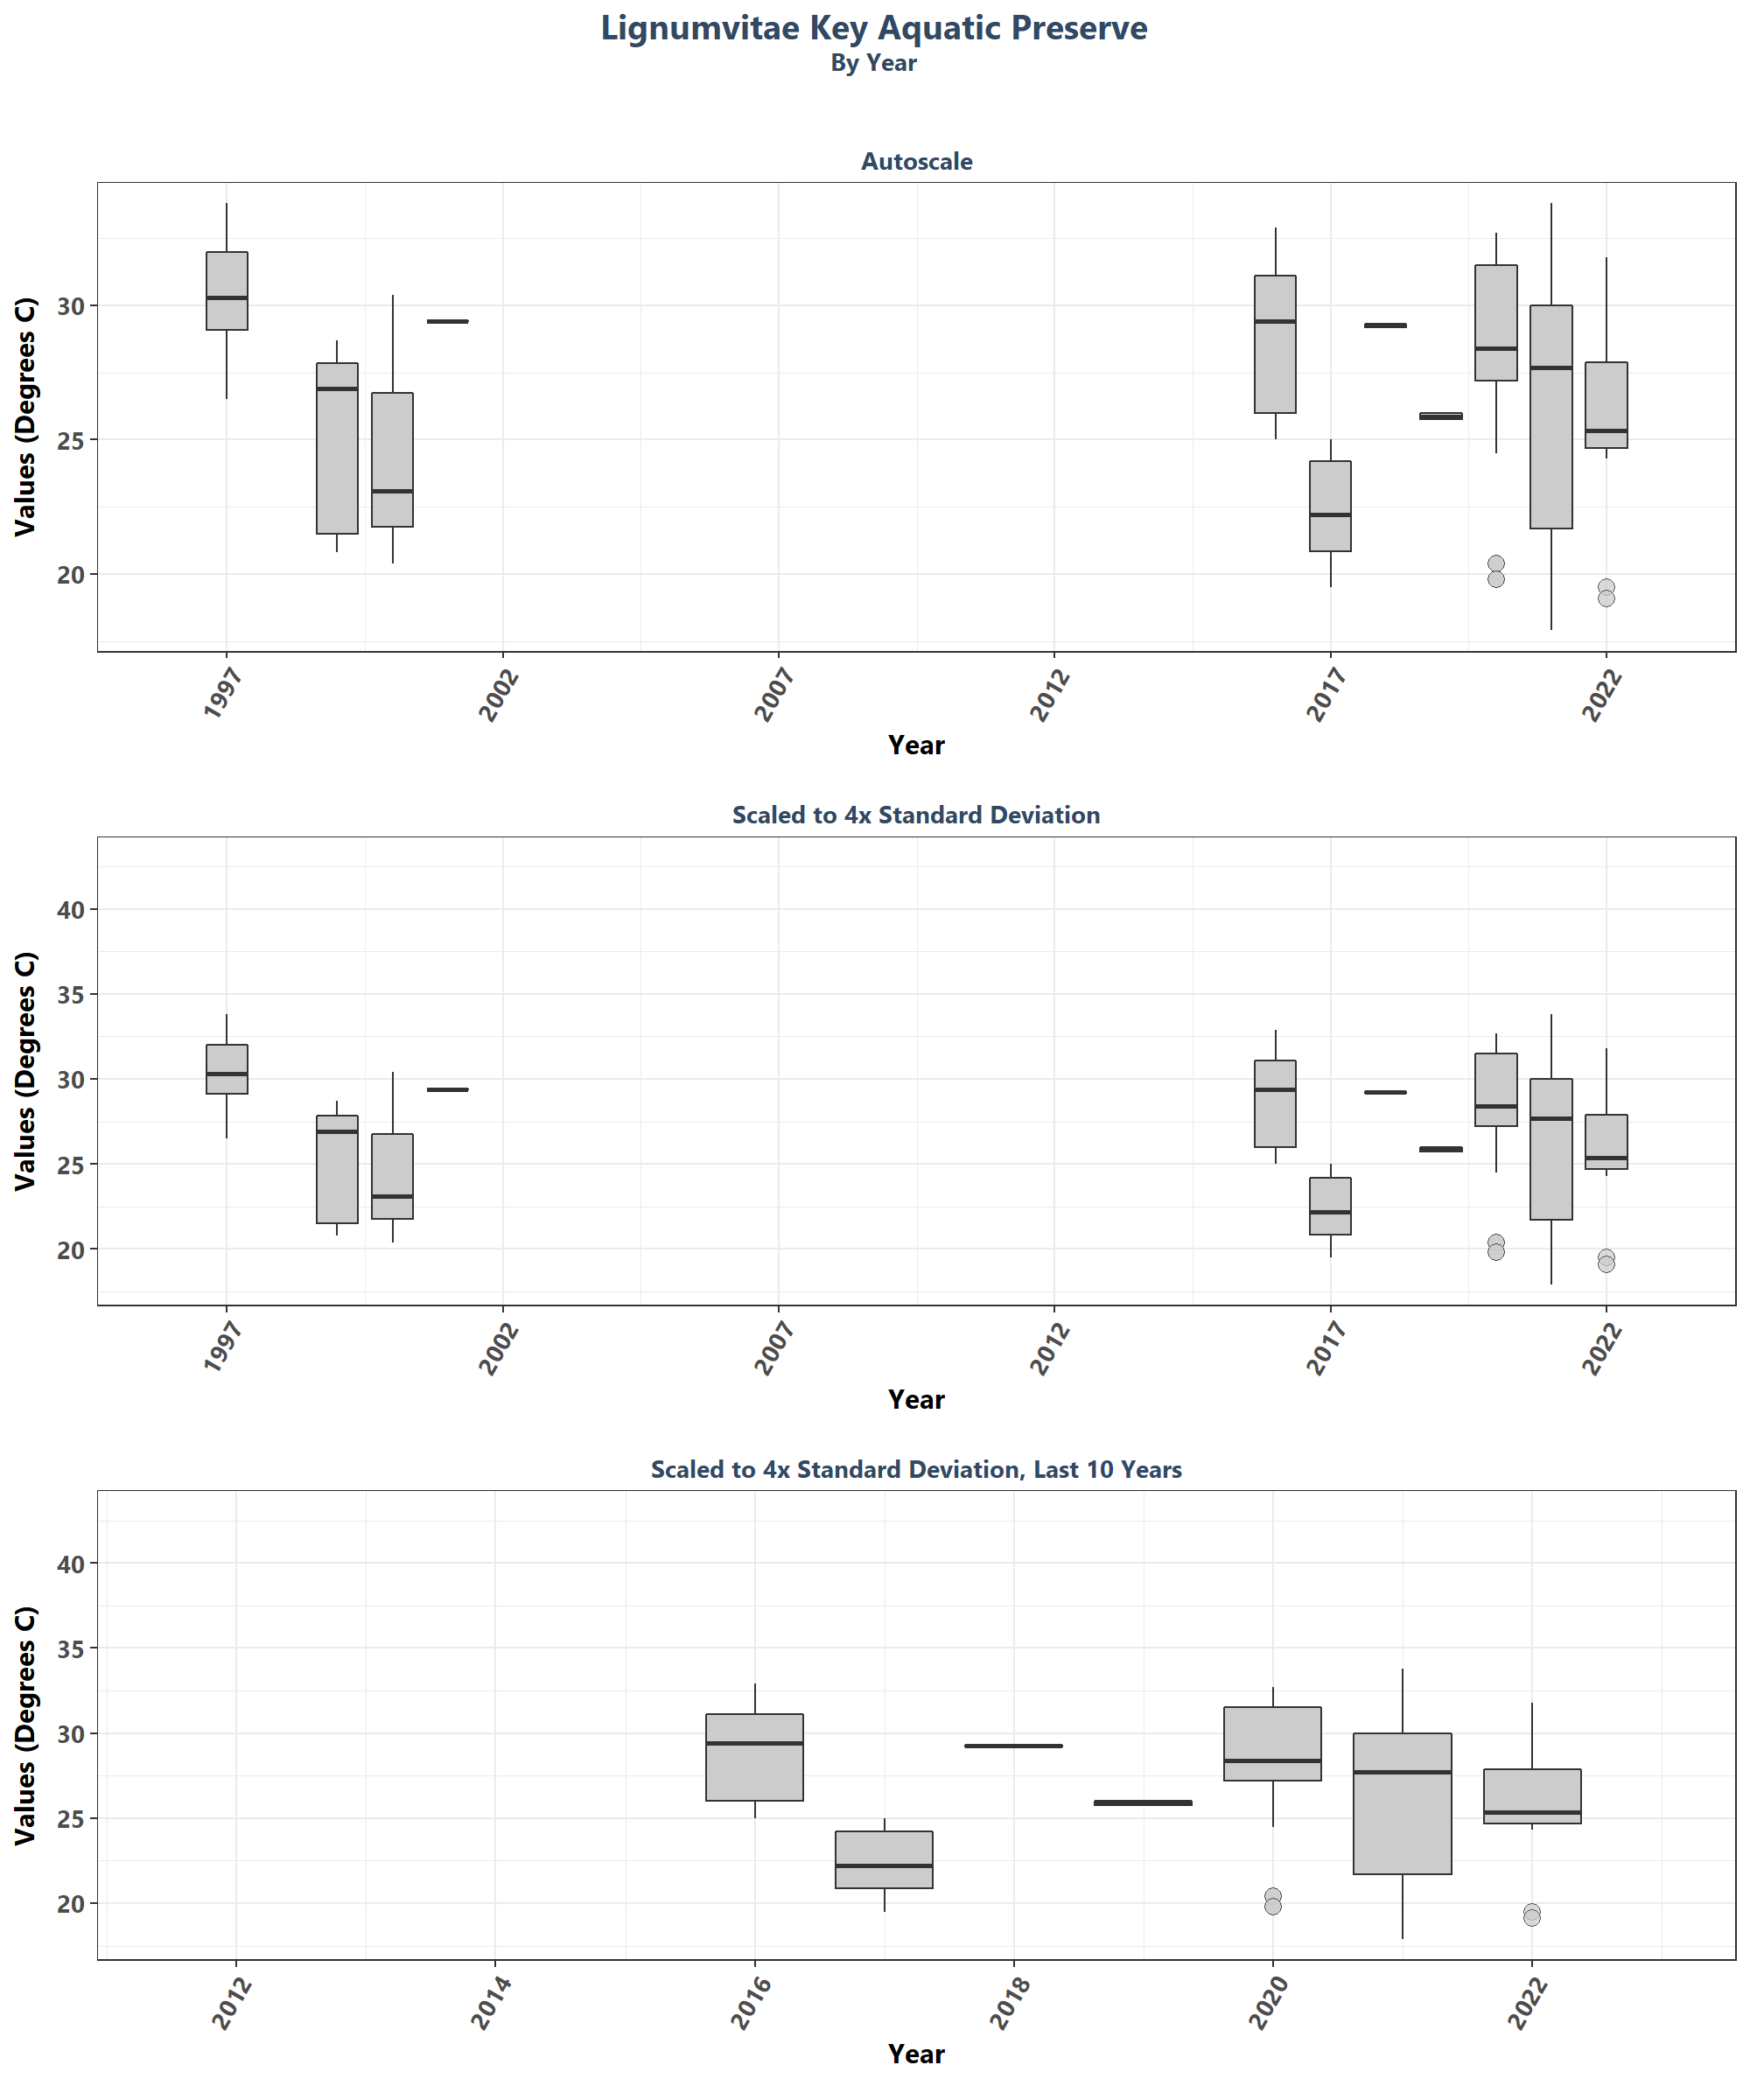 Lignumvitae Key Aquatic Preserve
By Year
Autoscale
Values (Degrees C)
30
25
20
1997
2002
2007
2012
2017
2022
Year
Scaled to 4x Standard Deviation
Values (Degrees C)
40
35
30
25
20
1997
2002
2007
2012
2017
2022
Year
Scaled to 4x Standard Deviation, Last 10 Years
Values (Degrees C)
40
35
30
25
20
2012
2014
2016
2018
2020
2022
Year